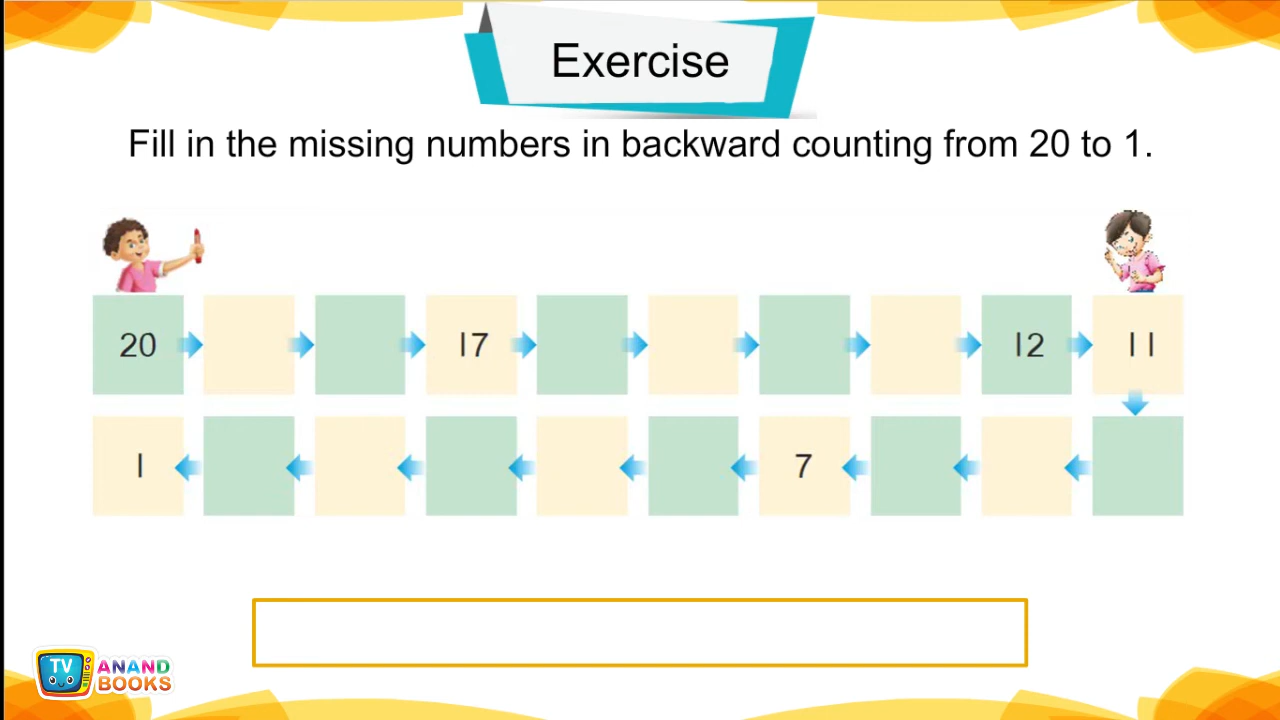 Exercise
Fill in the missing numbers in backward counting from 20 to 1.
20 17 12 11
1 7
TV ANAND
BOOKS